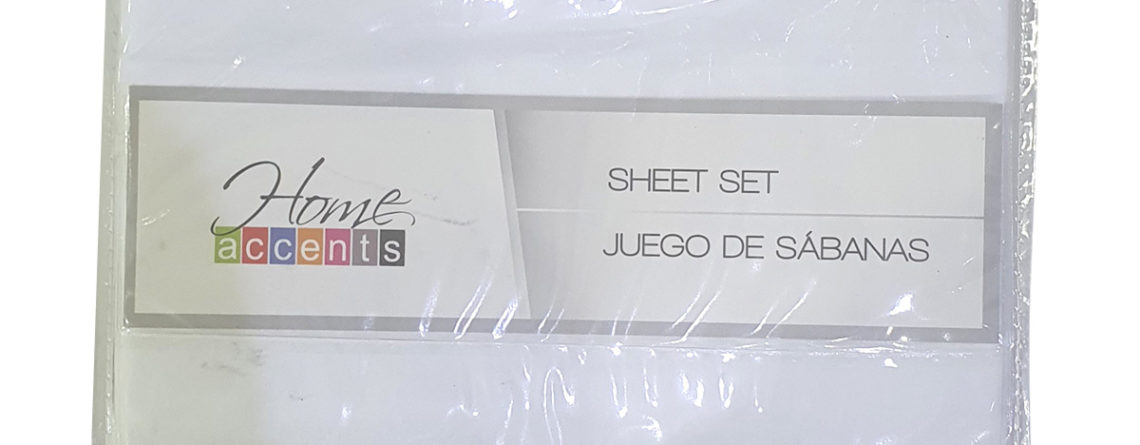 Home
accents
SHEET SET
JUEGO DE SÁBANAS